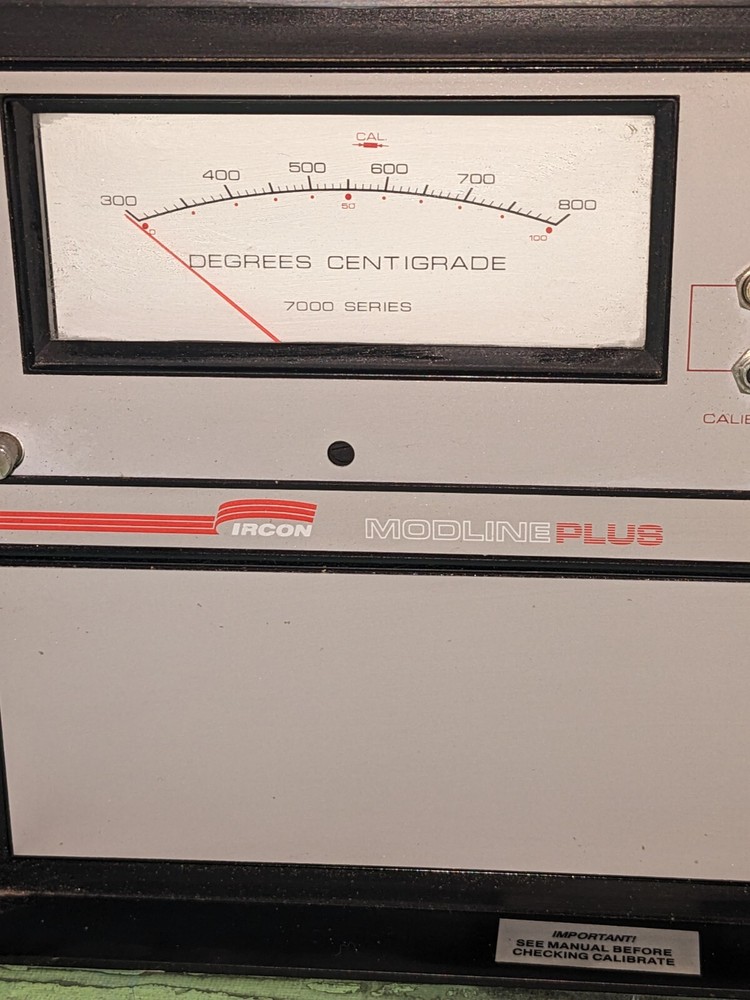 CAL.
300 400 500 600 700 800
0 50 100
DEGREES CENTIGRADE
7000 SERIES
IRCON MODLINE PLUS
IMPORTANT!
SEE MANUAL BEFORE
CHECKING CALIBRATE